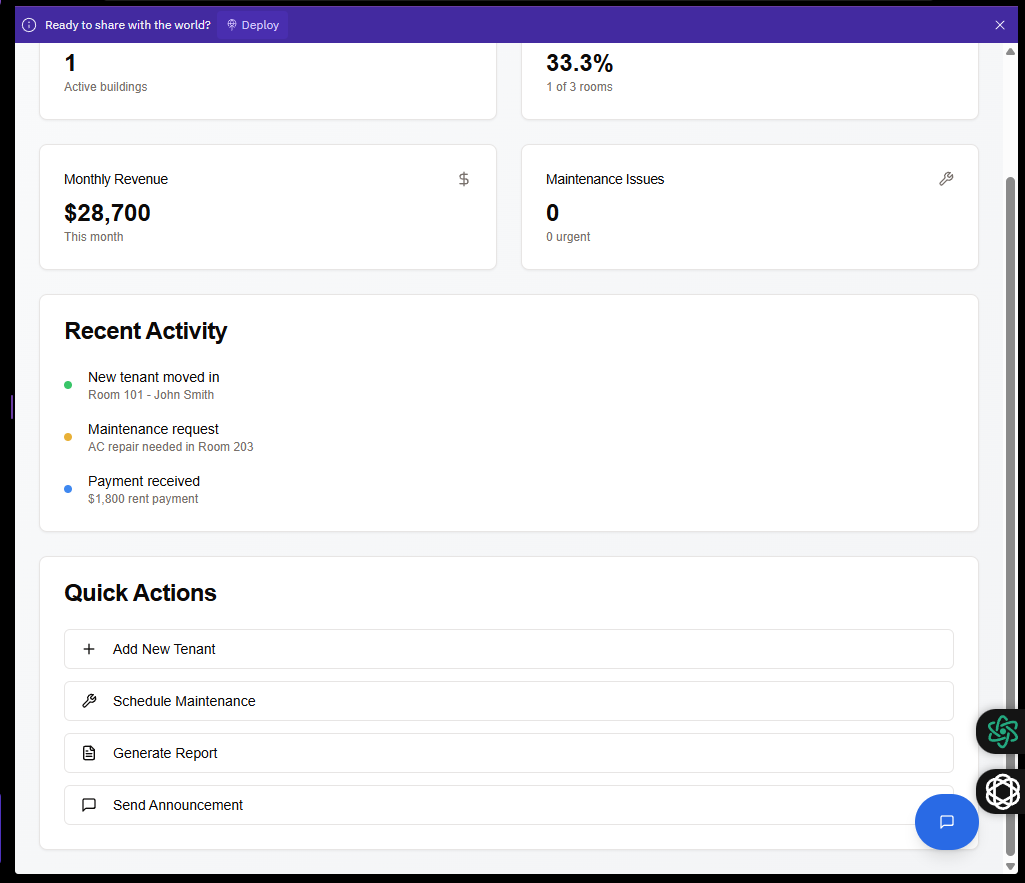 Ready to share with the world? Deploy
1
Active buildings
33.3%
1 of 3 rooms
Monthly Revenue
$28,700
This month
Maintenance Issues
0
0 urgent
Recent Activity
New tenant moved in
Room 101 - John Smith
Maintenance request
AC repair needed in Room 203
Payment received
$1,800 rent payment
Quick Actions
Add New Tenant
Schedule Maintenance
Generate Report
Send Announcement